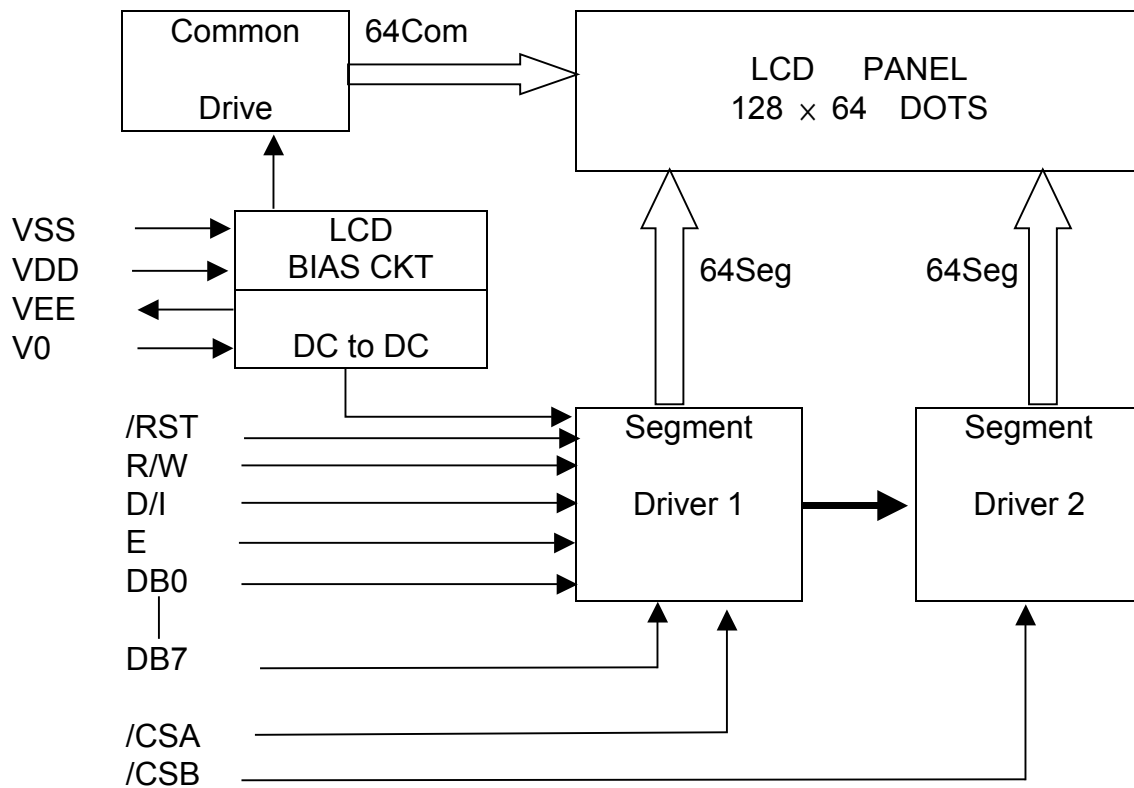 Common
Drive
64Com
LCD PANEL
128 x 64 DOTS
VSS
VDD
VEE
V0
LCD
BIAS CKT
DC to DC
64Seg
64Seg
/RST
R/W
D/I
E
DB0
DB7
/CSA
/CSB
Segment
Driver 1
Segment
Driver 2